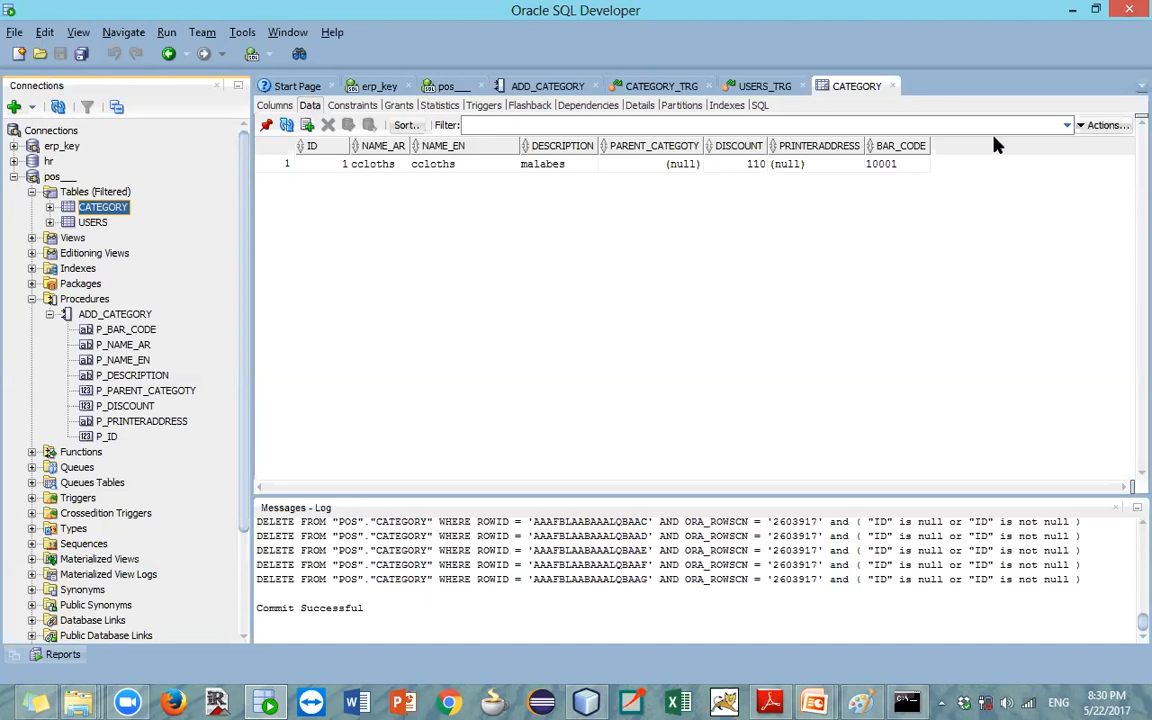 Oracle SQL Developer
File Edit View Navigate Run Team Tools Window Help
Connections
Start Page erp_key pos___ ADD_CATEGORY CATEGORY_TRG USERS_TRG CATEGORY
Columns Data Constraints Grants Statistics Triggers Flashback Dependencies Details Partitions Indexes SQL
Sort.. Filter: Actions...
ID NAME_AR NAME_EN DESCRIPTION PARENT_CATEGOTY DISCOUNT PRINTERADDRESS BAR_CODE
1 1 ccloths ccloths malabes (null) 110 (null) 10001
Connections
erp_key
hr
pos___
Tables (Filtered)
CATEGORY
USERS
Views
Editioning Views
Indexes
Packages
Procedures
ADD_CATEGORY
P_BAR_CODE
P_NAME_AR
P_NAME_EN
P_DESCRIPTION
P_PARENT_CATEGOTY
P_DISCOUNT
P_PRINTERADDRESS
P_ID
Functions
Queues
Queues Tables
Triggers
Crossedition Triggers
Types
Sequences
Materialized Views
Materialized View Logs
Synonyms
Public Synonyms
Database Links
Public Database Links
Reports
Messages - Log
DELETE FROM "POS"."CATEGORY" WHERE ROWID = 'AAAFBLAABAAALQBAAC' AND ORA_ROWSCN = '2603917' and ( "ID" is null or "ID" is not null )
DELETE FROM "POS"."CATEGORY" WHERE ROWID = 'AAAFBLAABAAALQBAAD' AND ORA_ROWSCN = '2603917' and ( "ID" is null or "ID" is not null )
DELETE FROM "POS"."CATEGORY" WHERE ROWID = 'AAAFBLAABAAALQBAAE' AND ORA_ROWSCN = '2603917' and ( "ID" is null or "ID" is not null )
DELETE FROM "POS"."CATEGORY" WHERE ROWID = 'AAAFBLAABAAALQBAAF' AND ORA_ROWSCN = '2603917' and ( "ID" is null or "ID" is not null )
DELETE FROM "POS"."CATEGORY" WHERE ROWID = 'AAAFBLAABAAALQBAAG' AND ORA_ROWSCN = '2603917' and ( "ID" is null or "ID" is not null )
Commit Successful
ENG
8:30 PM
5/22/2017